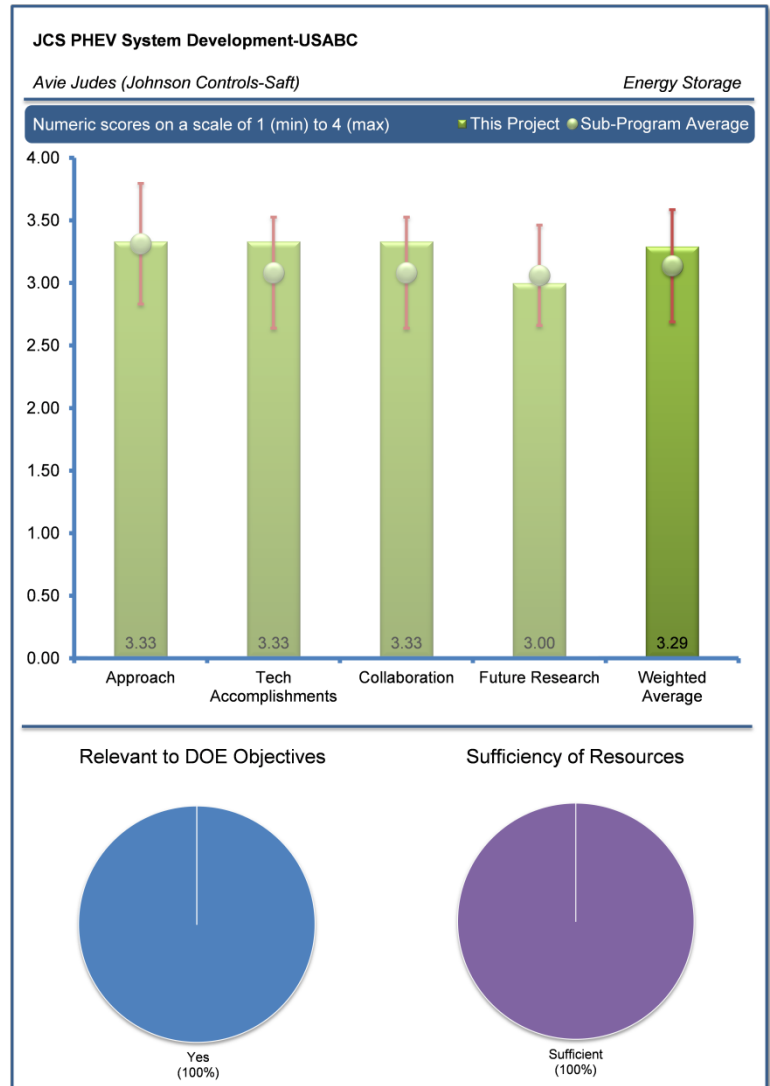 JCS PHEV System Development-USABC
Avie Judes (Johnson Controls-Saft) Energy Storage
Numeric scores on a scale of 1 (min) to 4 (max) This Project Sub-Program Average
4.00
3.50
3.00
2.50
2.00
1.50
1.00
0.50
0.00
3.33 3.33 3.33 3.00 3.29
Approach Tech Collaboration Future Research Weighted
Accomplishments Average
Relevant to DOE Objectives Sufficiency of Resources
Yes Sufficient
(100%) (100%)